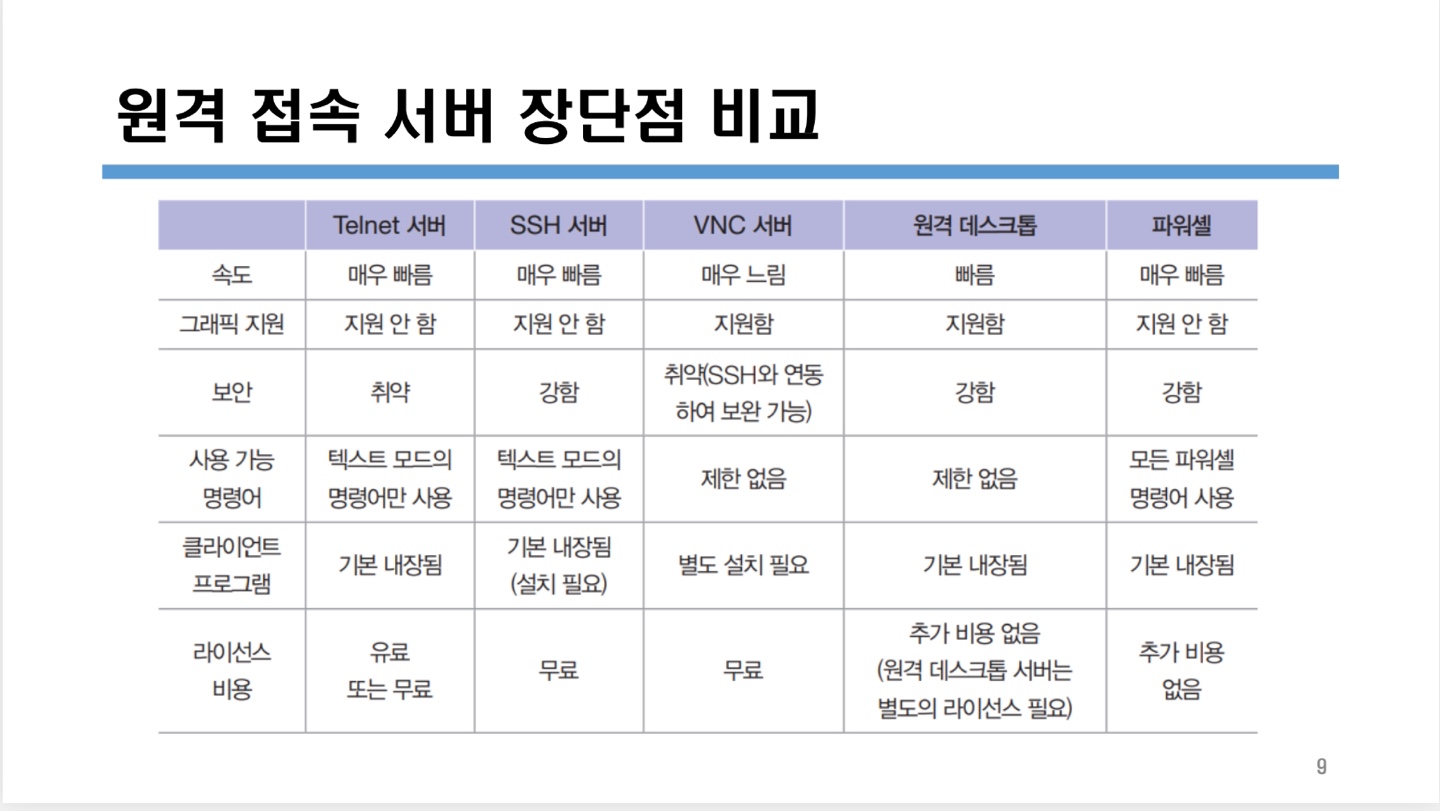 원격 접속 서버 장단점 비교
Telnet 서버 SSH 서버 VNC 서버 원격 데스크톱 파워셸
속도 매우 빠름 매우 빠름 매우 느림 빠름 매우 빠름
그래픽 지원 지원 안 함 지원 안 함 지원함 지원함 지원 안 함
보안 취약 강함 취약(SSH와 연동
하여 보완 가능) 강함 강함
사용 가능
명령어 텍스트 모드의
명령어만 사용 텍스트 모드의
명령어만 사용 제한 없음 제한 없음 모든 파워셸
명령어 사용
클라이언트
프로그램 기본 내장됨 기본 내장됨
(설치 필요) 별도 설치 필요 기본 내장됨 기본 내장됨
라이선스
비용 유료
또는 무료 무료 무료 추가 비용 없음
(원격 데스크톱 서버는
별도의 라이선스 필요) 추가 비용
없음
9